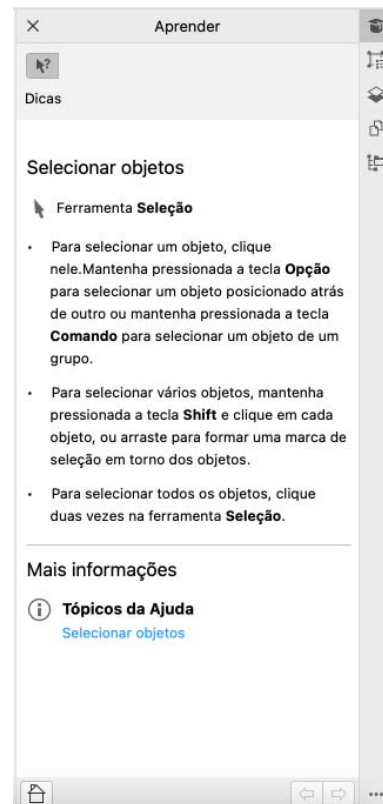 Aprender
?
Dicas
Selecionar objetos
Ferramenta Seleção
• Para selecionar um objeto, clique
nele.Mantenha pressionada a tecla Opção
para selecionar um objeto posicionado atrás
de outro ou mantenha pressionada a tecla
Comando para selecionar um objeto de um
grupo.
• Para selecionar vários objetos, mantenha
pressionada a tecla Shift e clique em cada
objeto, ou arraste para formar uma marca de
seleção em torno dos objetos.
• Para selecionar todos os objetos, clique
duas vezes na ferramenta Seleção.
Mais informações
Tópicos da Ajuda
Selecionar objetos